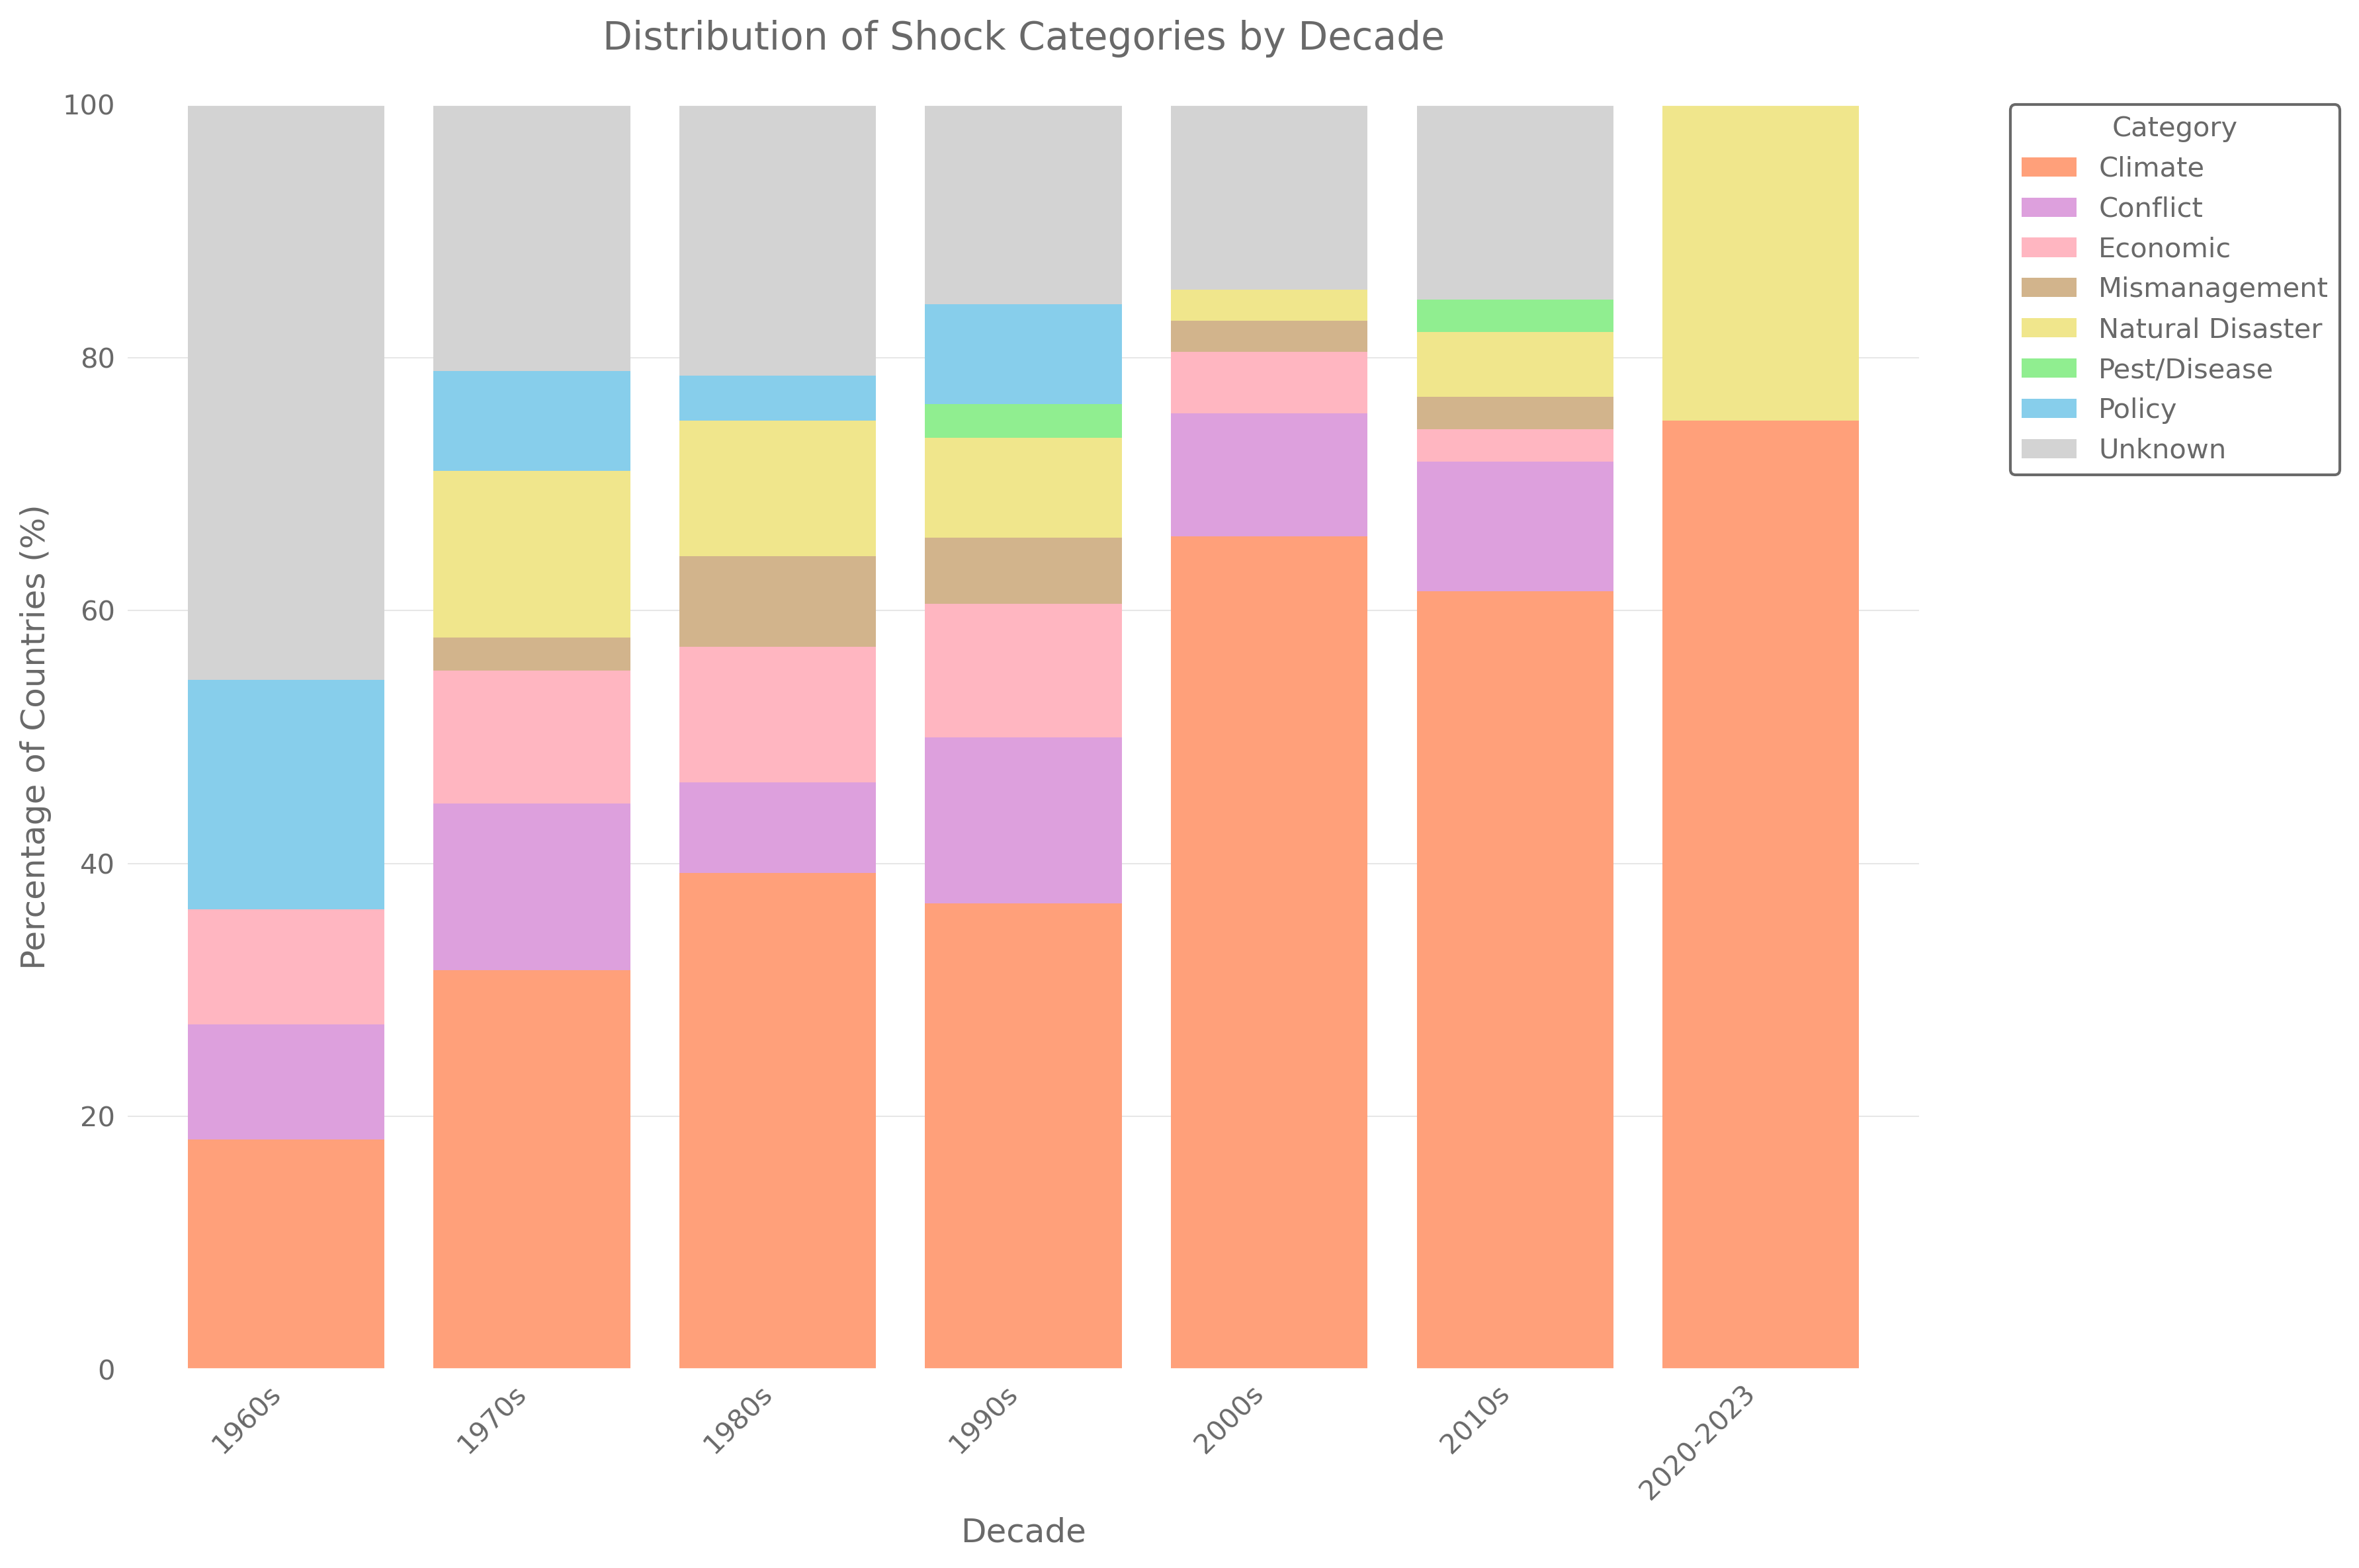 Distribution of Shock Categories by Decade
Percentage of Countries (%)
100
80
60
40
20
0
1960s
1970s
1980s
1990s
2000s
2010s
2020-2023
Decade
Category
Climate
Conflict
Economic
Mismanagement
Natural Disaster
Pest/Disease
Policy
Unknown